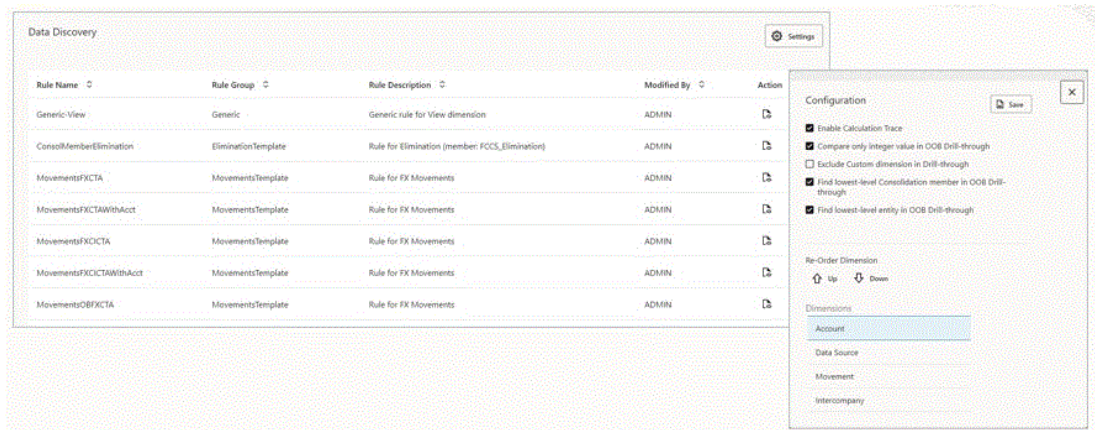 Data Discovery
Settings
Rule Name Rule Group Rule Description Modified By Action
Generic-View Generic Generic rule for View dimension ADMIN
ConsolMemberElimination EliminationTemplate Rule for Elimination (member: FCCS_Elimination) ADMIN
MovementsFXCTA MovementsTemplate Rule for FX Movements ADMIN
MovementsFXCTAWithAcct MovementsTemplate Rule for FX Movements ADMIN
MovementsFXCICTA MovementsTemplate Rule for FX Movements ADMIN
MovementsFXCICTAWithAcct MovementsTemplate Rule for FX Movements ADMIN
MovementsOBFXCTA MovementsTemplate Rule for FX Movements ADMIN
Configuration
Save
Enable Calculation Trace
Compare only integer value in OOB Drill-through
Exclude Custom dimension in Drill-through
Find lowest-level Consolidation member in OOB Drill-
through
Find lowest-level entity in OOB Drill-through
Re-Order Dimension
Up Down
Dimensions
Account
Data Source
Movement
Intercompany